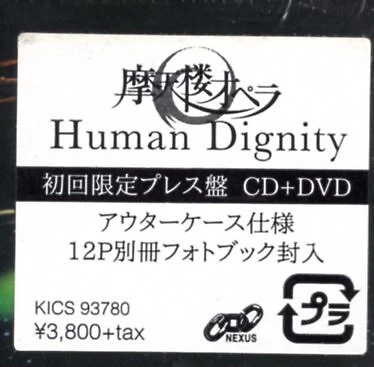 摩天楼オペラ
Human Dignity
初回限定プレス盤 CD+DVD
アウターケース仕様
12P別冊フォトブック封入
KICS 93780
¥3,800+tax
NEXUS
プラ